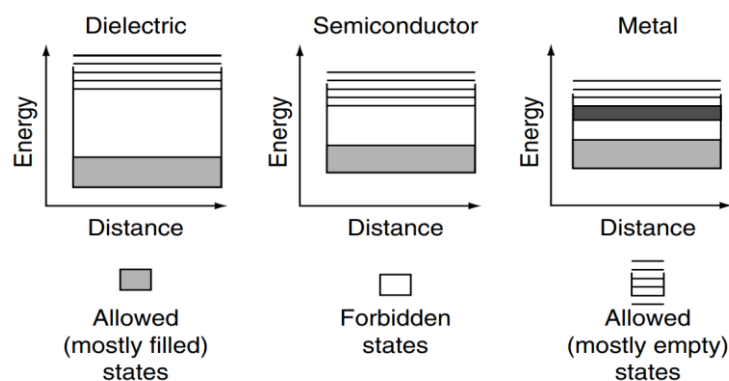 Dielectric
Semiconductor
Metal
Energy
Energy
Energy
Distance
Distance
Distance
Allowed
(mostly filled)
states
Forbidden
states
Allowed
(mostly empty)
states